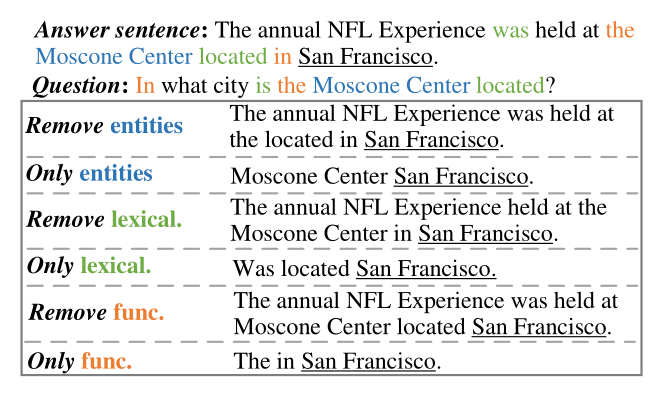 Answer sentence: The annual NFL Experience was held at the
Moscone Center located in San Francisco.
Question: In what city is the Moscone Center located?
Remove entities
The annual NFL Experience was held at
the located in San Francisco.
Only entities
Moscone Center San Francisco.
Remove lexical.
The annual NFL Experience held at the
Moscone Center in San Francisco.
Only lexical.
Was located San Francisco.
Remove func.
The annual NFL Experience was held at
Moscone Center located San Francisco.
Only func.
The in San Francisco.